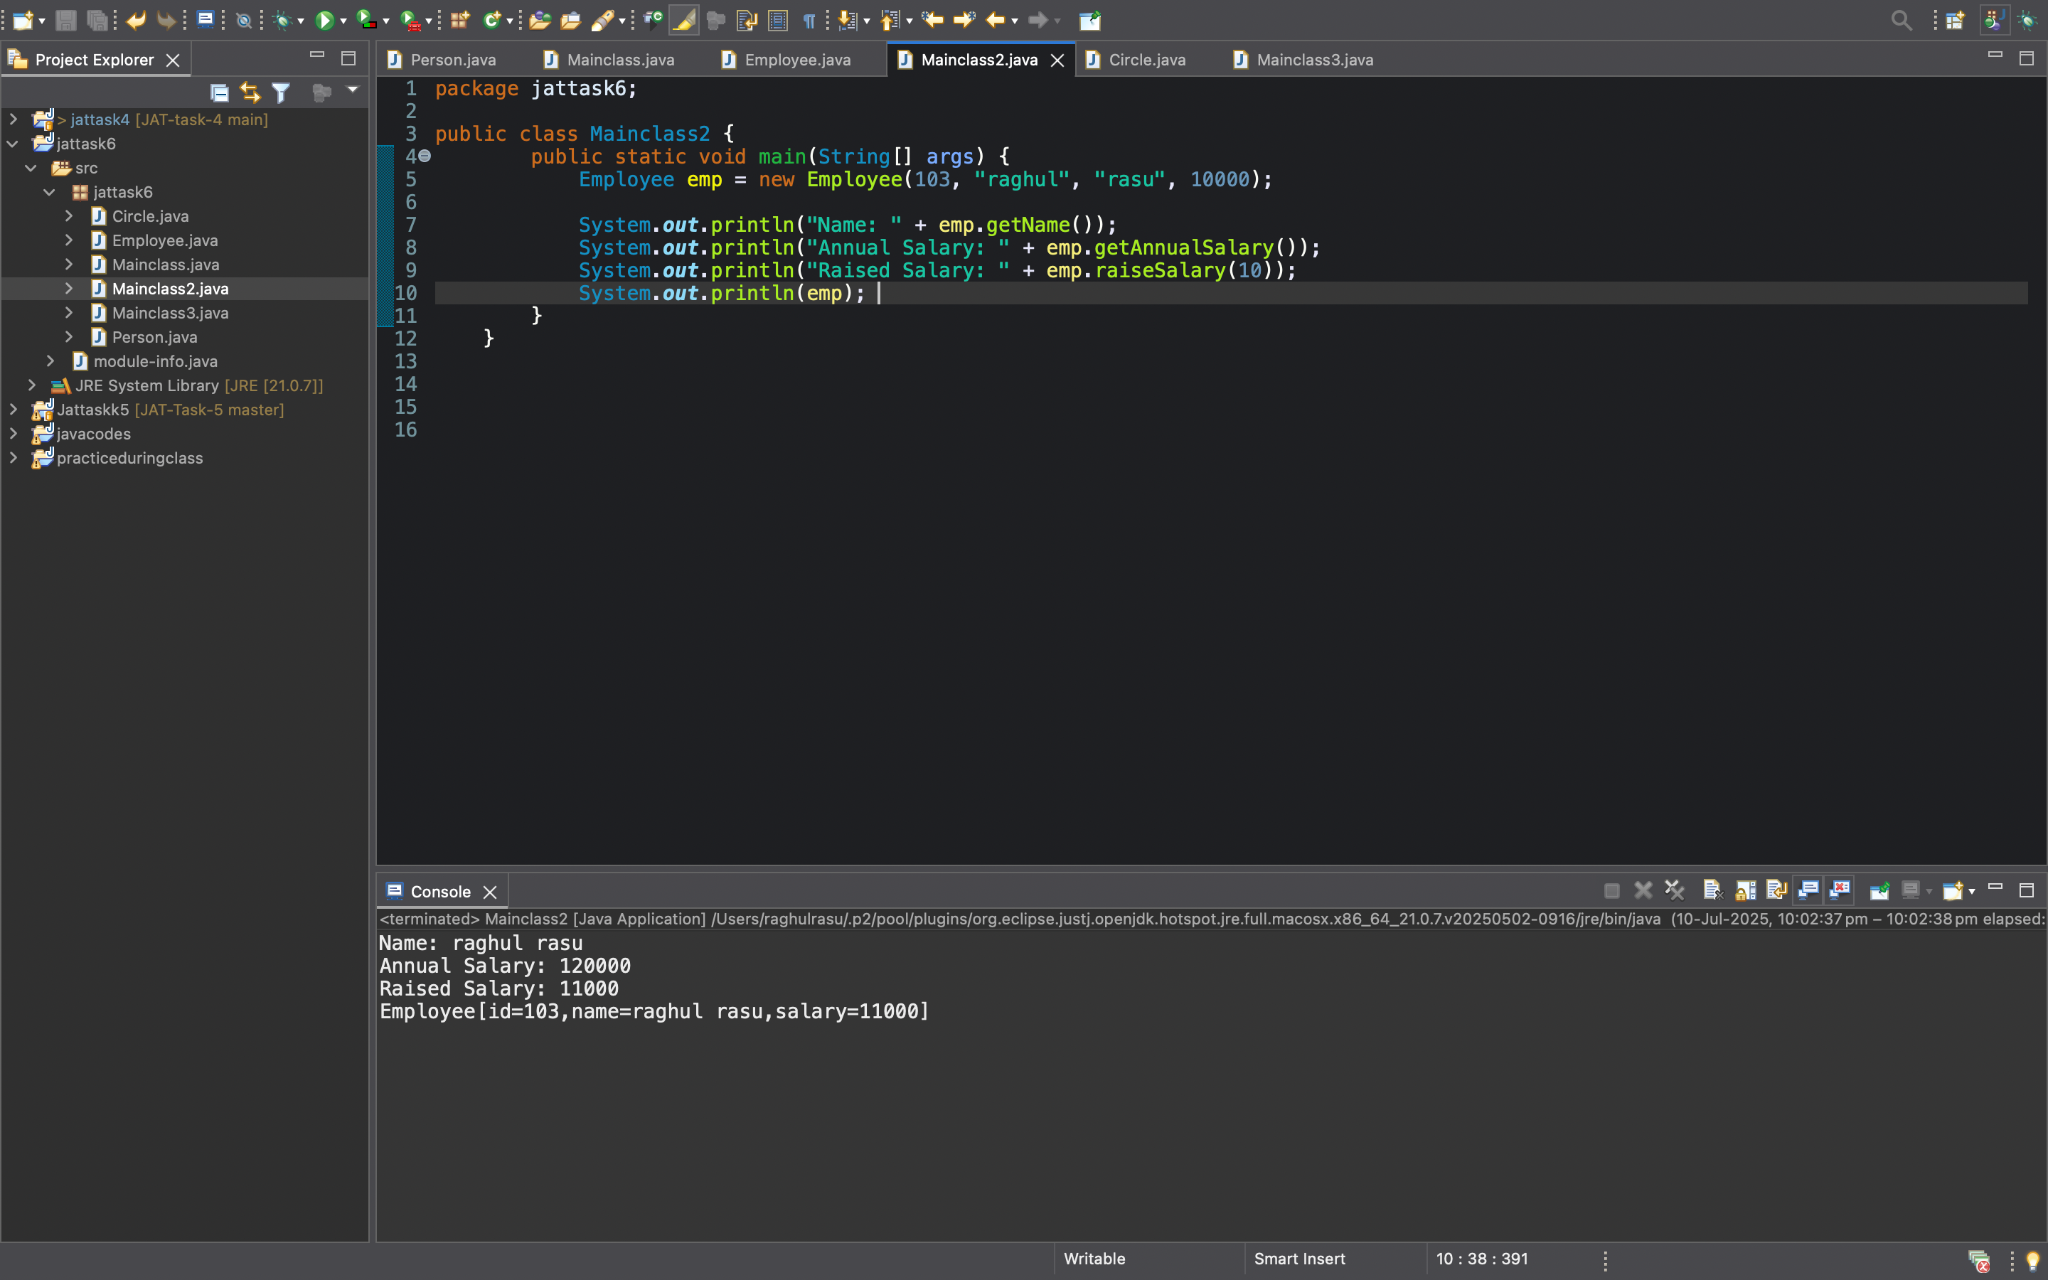 Project Explorer
> jattask4 [JAT-task-4 main]
jattask6
src
jattask6
Circle.java
Employee.java
Mainclass.java
Mainclass2.java
Mainclass3.java
Person.java
module-info.java
JRE System Library [JRE [21.0.7]]
Jattaskk5 [JAT-Task-5 master]
javacodes
practiceduringclass
Person.java Mainclass.java Employee.java Mainclass2.java Circle.java Mainclass3.java
1 package jattask6;
2
3 public class Mainclass2 {
4 public static void main(String[] args) {
5 Employee emp = new Employee(103, "raghul", "rasu", 10000);
6
7 System.out.println("Name: " + emp.getName());
8 System.out.println("Annual Salary: " + emp.getAnnualSalary());
9 System.out.println("Raised Salary: " + emp.raiseSalary(10));
10 System.out.println(emp);
11 }
12 }
13
14
15
16
Console
<terminated> Mainclass2 [Java Application] /Users/raghulrasu/.p2/pool/plugins/org.eclipse.justj.openjdk.hotspot.jre.full.macosx.x86_64_21.0.7.v20250502-0916/jre/bin/java (10-Jul-2025, 10:02:37 pm – 10:02:38 pm elapsed:
Name: raghul rasu
Annual Salary: 120000
Raised Salary: 11000
Employee[id=103,name=raghul rasu,salary=11000]
Writable Smart Insert 10 : 38 : 391